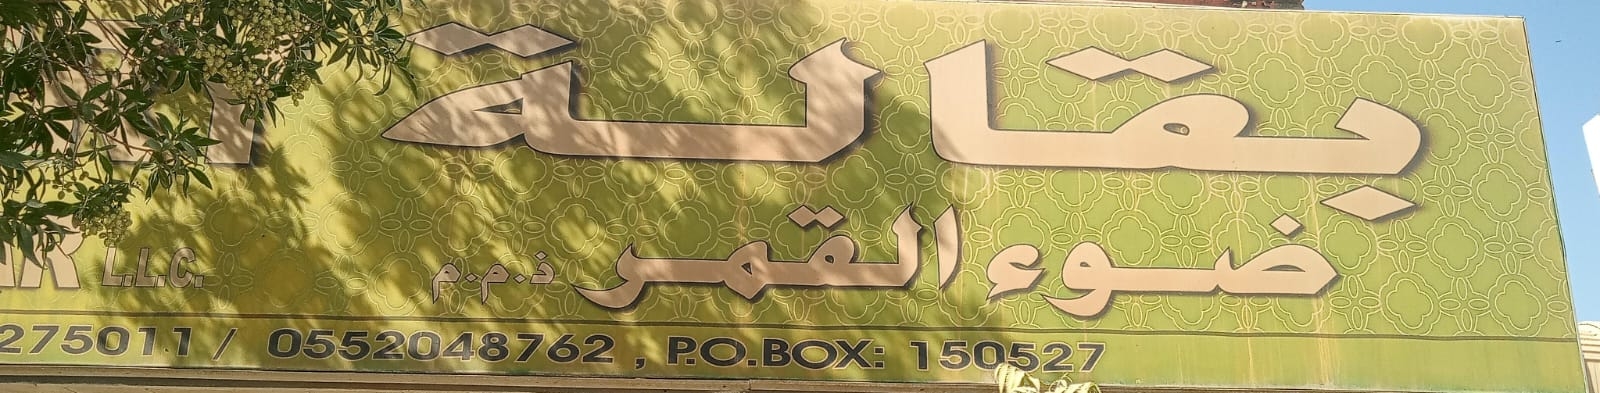 بقالة
ضوء القمر ذ.م.م
L.L.C.
275011 / 0552048762 , P.O.BOX: 150527